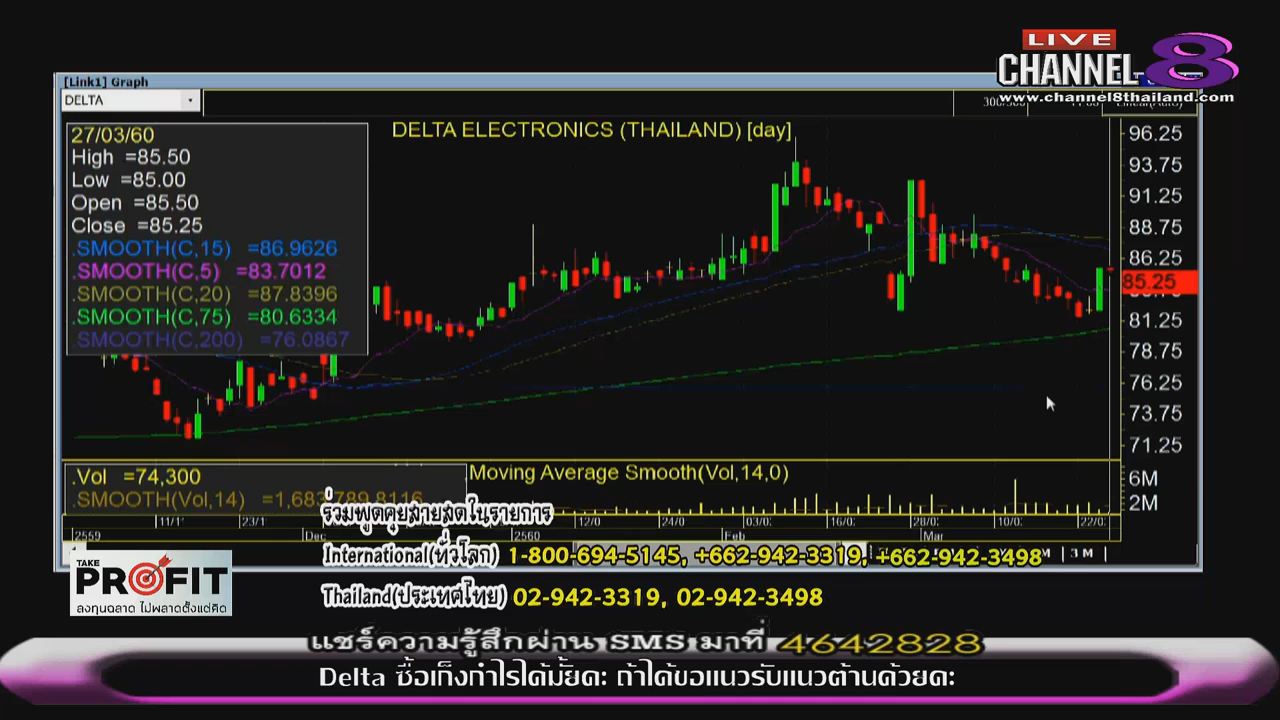 LIVE
CHANNEL 8
www.channel8thailand.com
[Link1] Graph
DELTA
DELTA ELECTRONICS (THAILAND) [day]
27/03/60
High =85.50
Low =85.00
Open =85.50
Close =85.25
.SMOOTH(C,15) =86.9626
.SMOOTH(C,5) =83.7012
.SMOOTH(C,20) =87.8396
.SMOOTH(C,75) =80.6334
.SMOOTH(C,200) =76.0867
96.25
93.75
91.25
88.75
86.25
85.25
81.25
78.75
76.25
73.75
71.25
.Vol =74,300
Moving Average Smooth(Vol,14,0)
.SMOOTH(Vol,14) =1,683,789.8116
6M
2M
11/1 23/1 12/0 24/0 03/0 16/0 28/0 10/0 22/0
2559 Dec 2560 Feb Mar
3 M
ร่วมพูดคุยสายสดในรายการ
International(ทั่วโลก) 1-800-694-5145, +662-942-3319, +662-942-3498
Thailand(ประเทศไทย) 02-942-3319, 02-942-3498
TAKE
PROFIT
ลงทุนฉลาด ไม่พลาดตั้งแต่คิด
แชร์ความรู้สึกผ่าน SMS มาที่ 4642828
Delta ซื้อเก็งกำไรได้มั้ยคะ ถ้าได้ขอแนวรับแนวต้านด้วยคะ